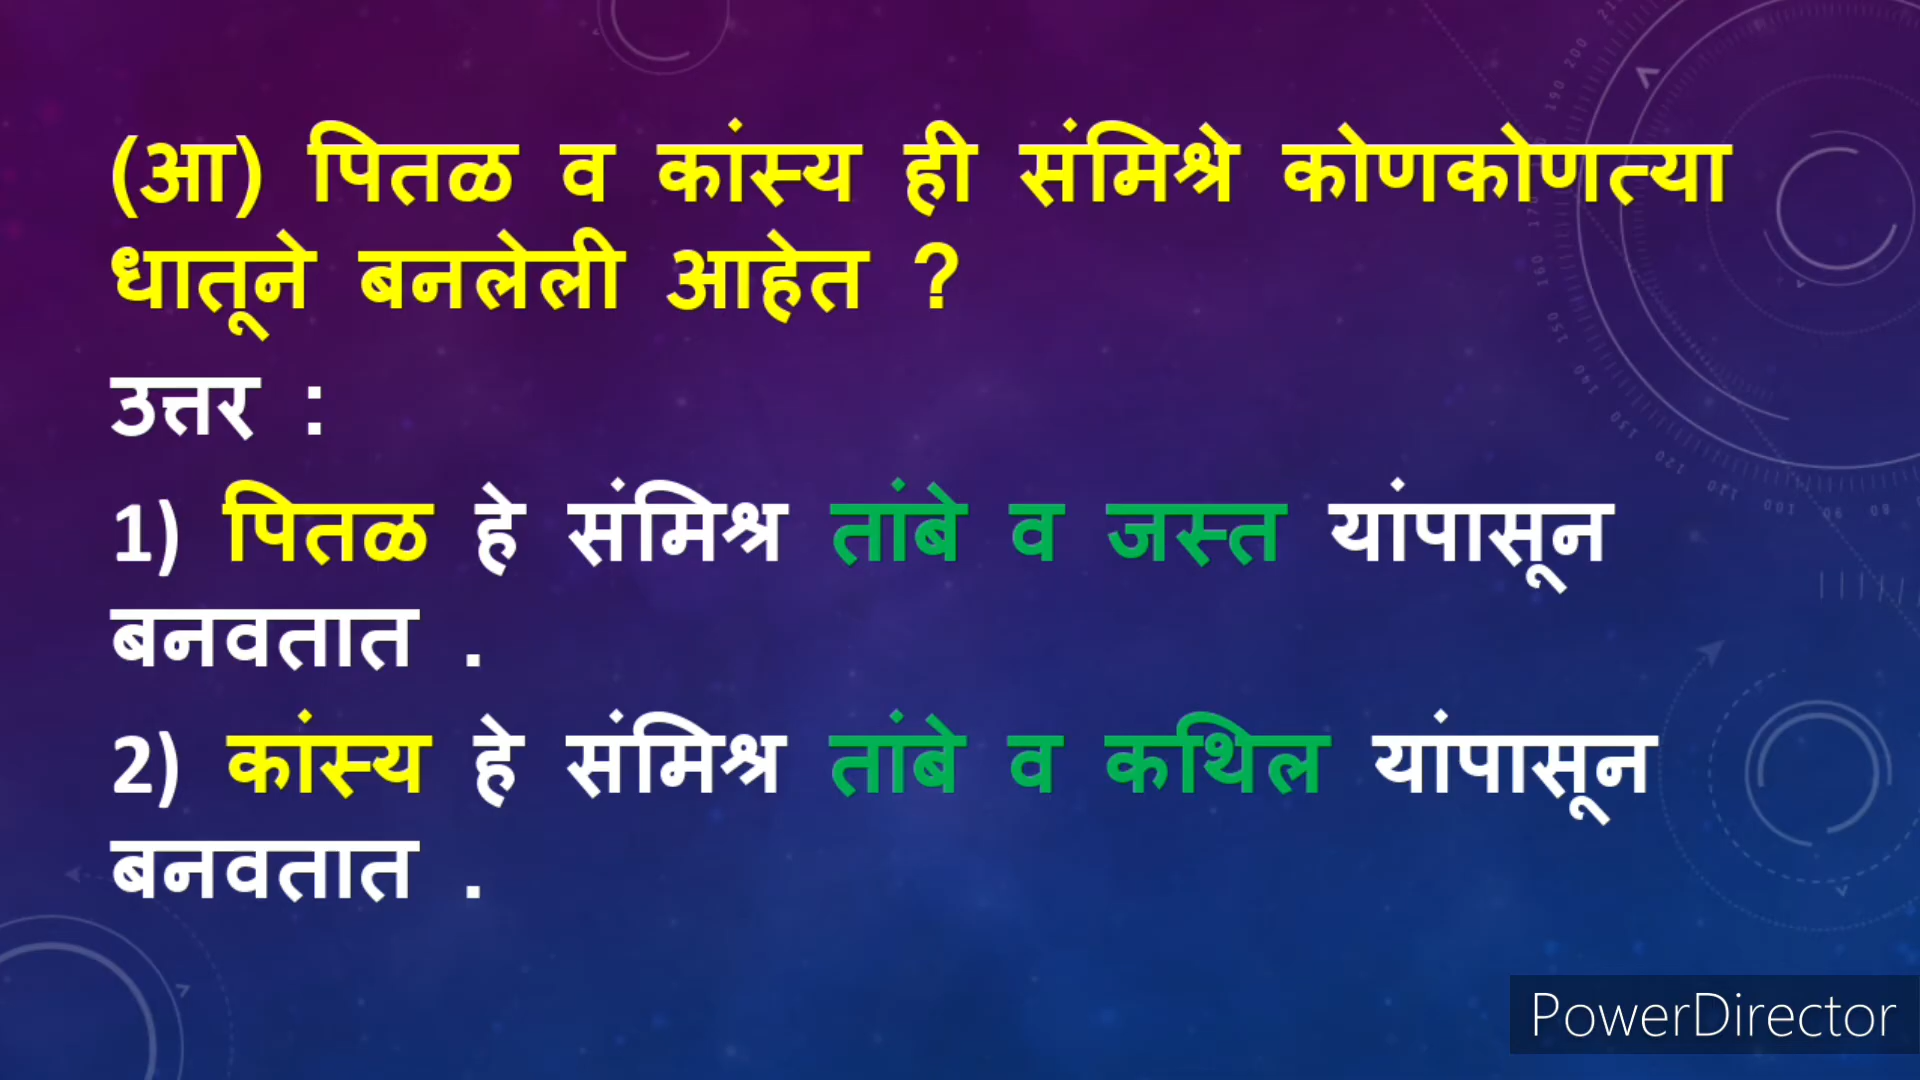 (आ) पितळ व कांस्य ही संमिश्रे कोणकोणत्या
धातूने बनलेली आहेत ?
उत्तर :
1) पितळ हे संमिश्र तांबे व जस्त यांपासून
बनवतात .
2) कांस्य हे संमिश्र तांबे व कथिल यांपासून
बनवतात .
PowerDirector